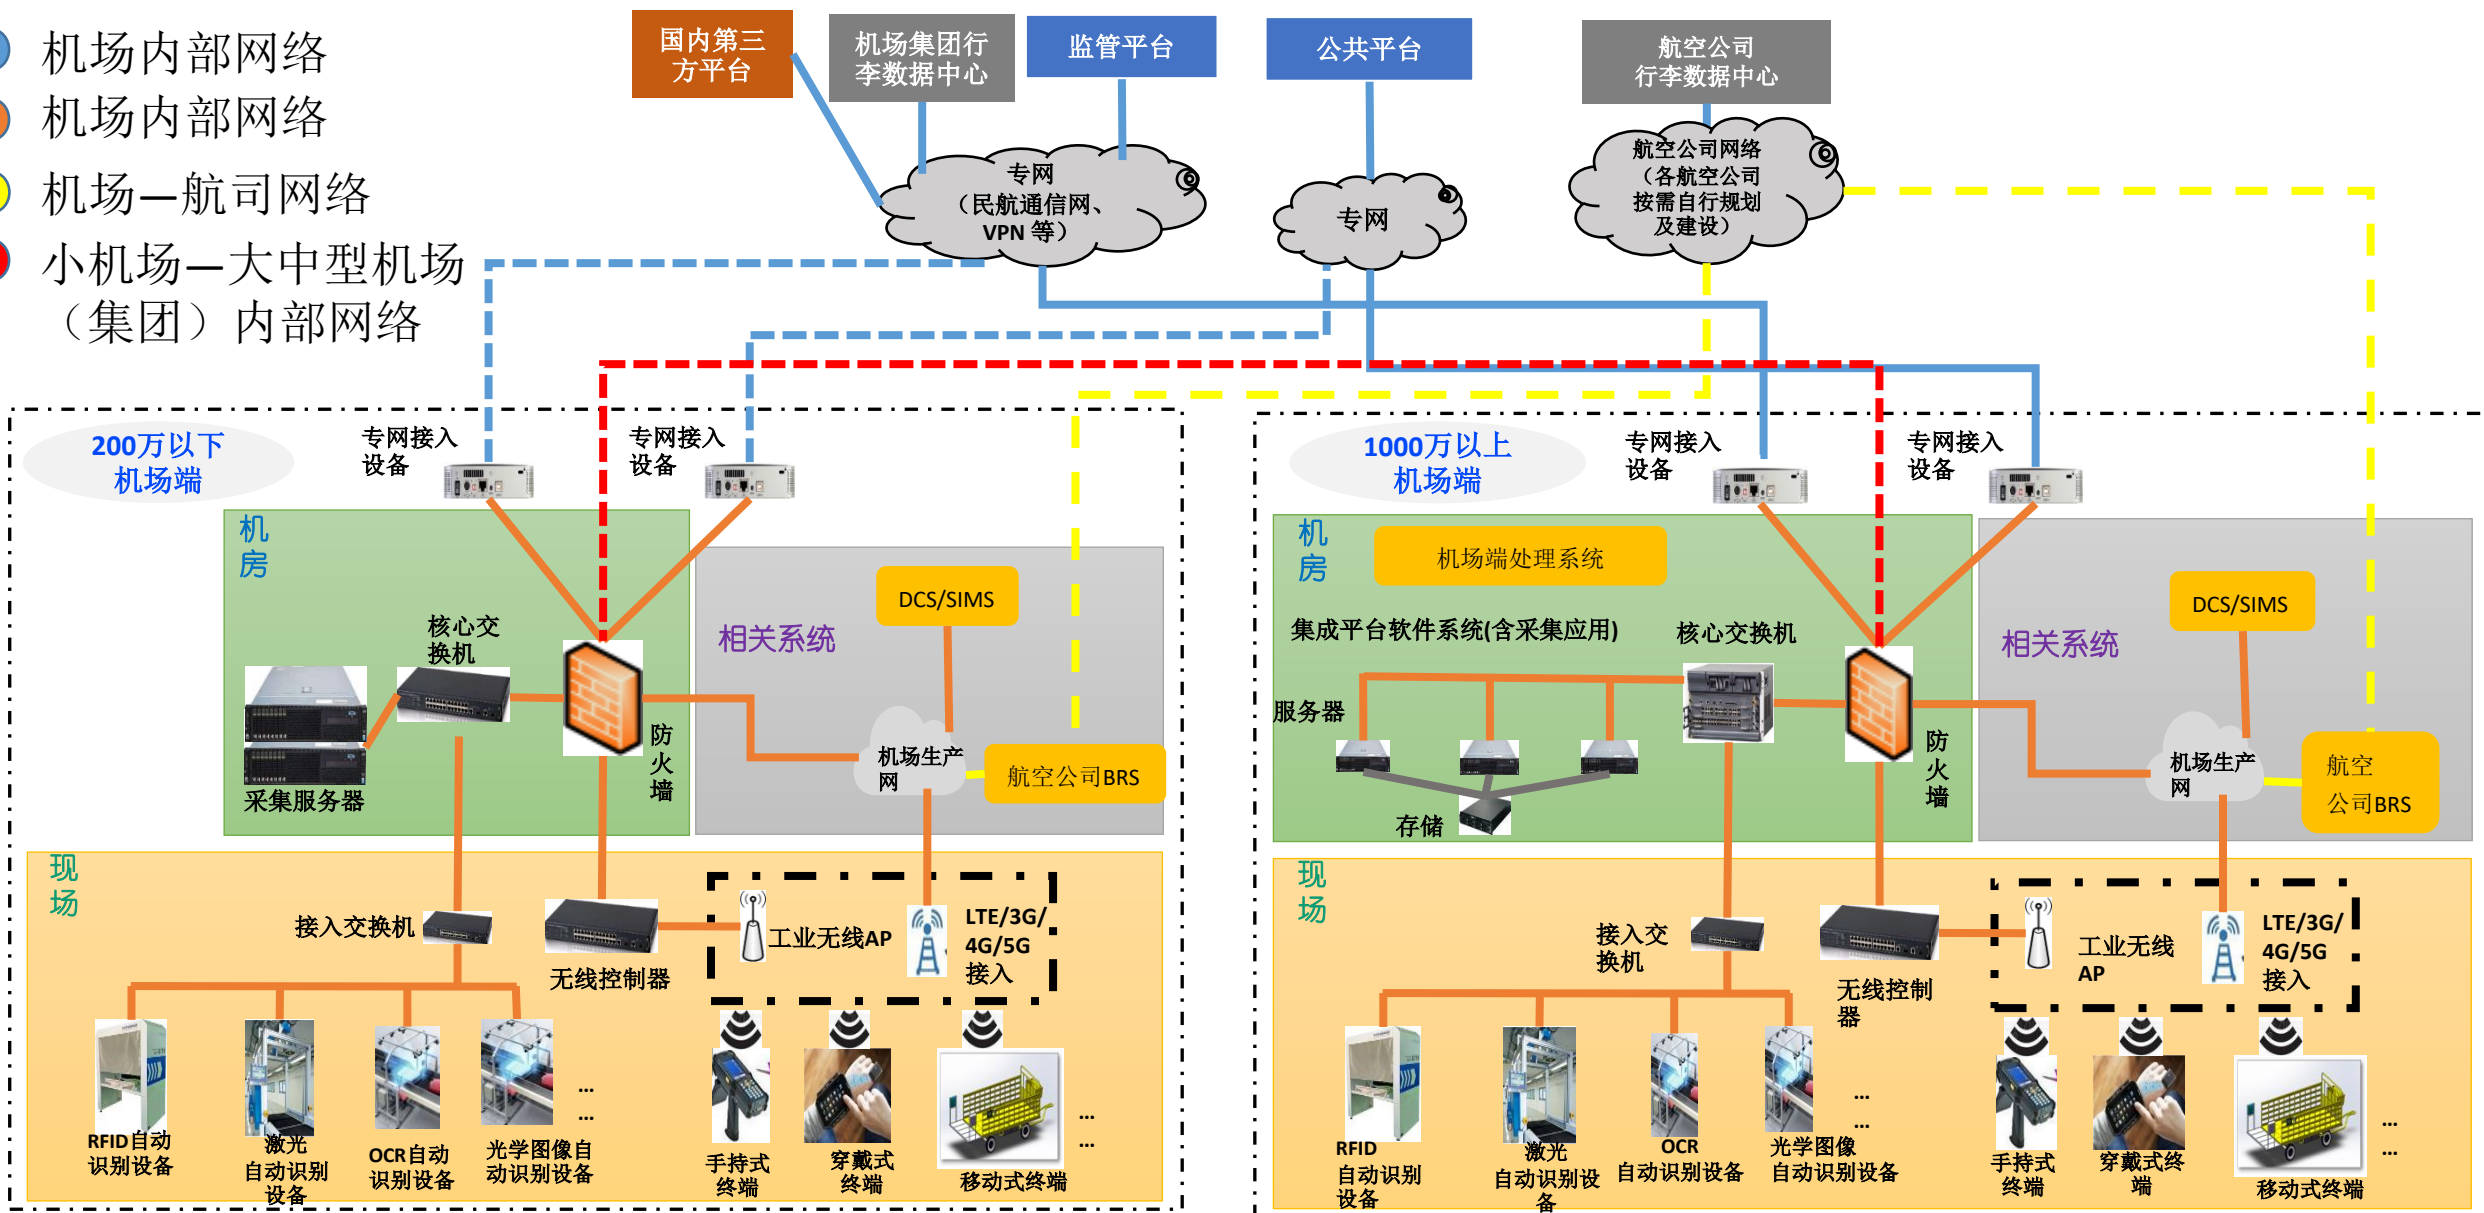 机场内部网络
机场内部网络
机场—航司网络
小机场—大中型机场
（集团）内部网络
国内第三
方平台
机场集团行
李数据中心
监管平台
公共平台
航空公司
行李数据中心
专网
（民航通信网、
VPN 等）
专网
航空公司网络
（各航空公司
按需自行规划
及建设）
200万以下
机场端
专网接入
设备
专网接入
设备
机
房
核心交
换机
采集服务器
防
火
墙
相关系统
DCS/SIMS
机场生产
网
航空公司BRS
现
场
接入交换机
无线控制器
工业无线AP
LTE/3G/
4G/5G
接入
RFID自动
识别设备
激光
自动识别
设备
OCR自动
识别设备
光学图像自
动识别设备
...
...
手持式
终端
穿戴式
终端
移动式终端
...
...
1000万以上
机场端
专网接入
设备
专网接入
设备
机
房
机场端处理系统
集成平台软件系统(含采集应用)
核心交换机
服务器
存储
防
火
墙
相关系统
DCS/SIMS
机场生产
网
航空
公司BRS
现
场
接入交
换机
无线控制
器
工业无线
AP
LTE/3G/
4G/5G
接入
RFID
自动识别
设备
激光
自动识别设
备
OCR
自动识别设备
光学图像
自动识别设备
...
...
手持式
终端
穿戴式终
端
移动式终端
...
...